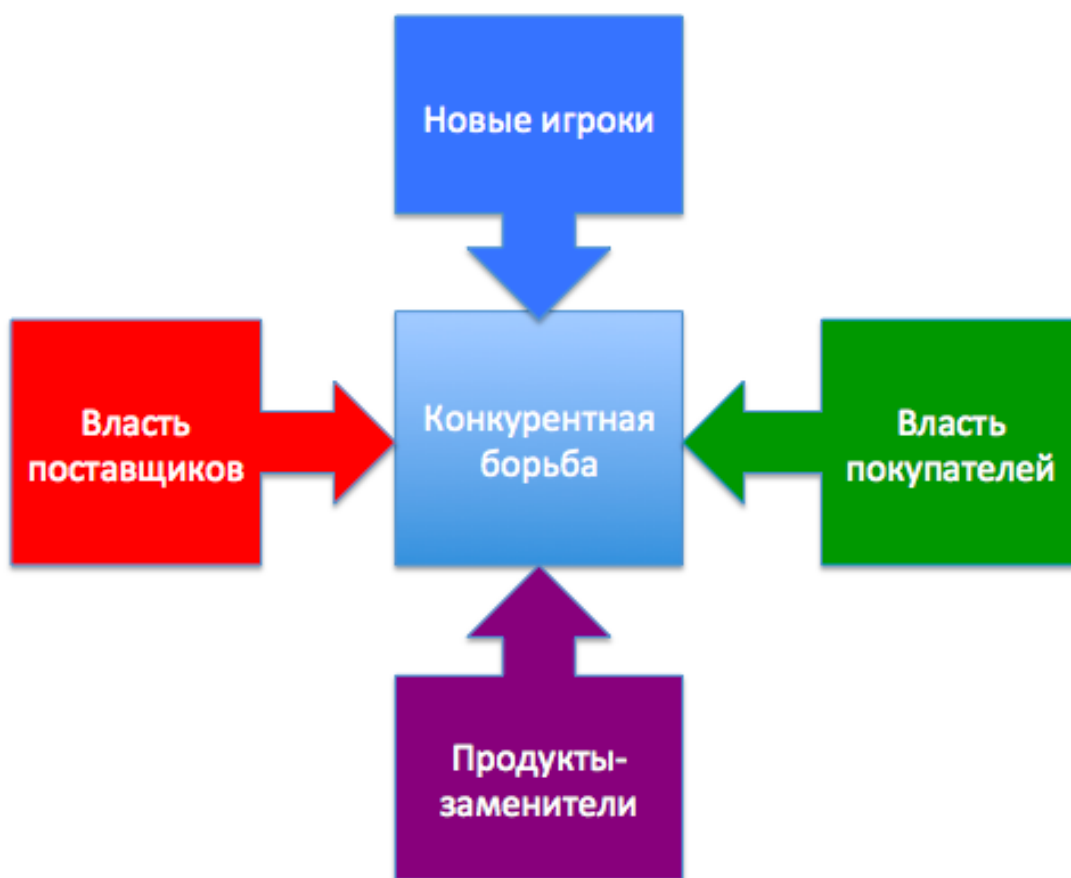 Новые игроки
Власть
поставщиков
Конкурентная
борьба
Власть
покупателей
Продукты-
заменители